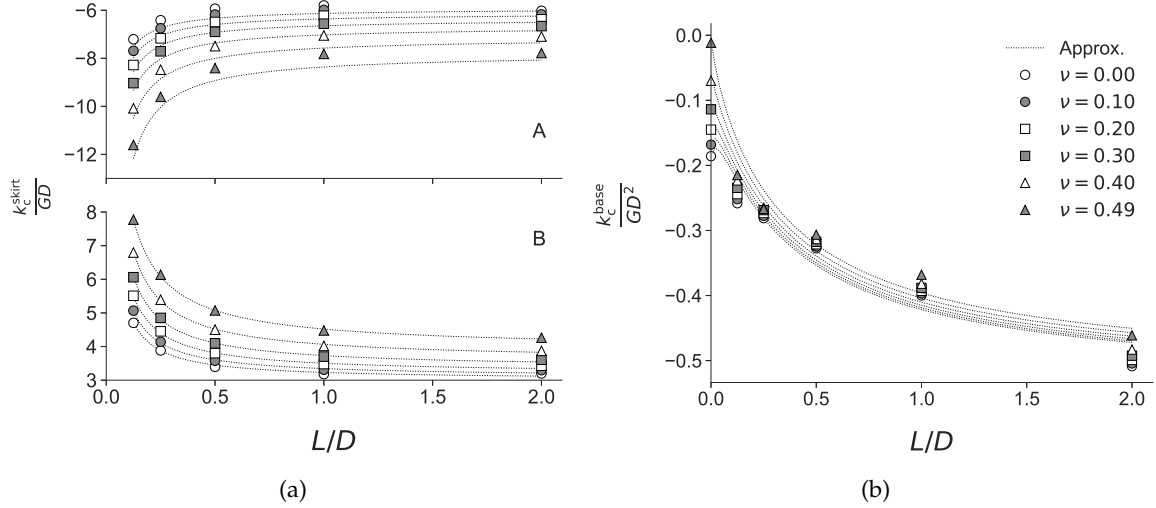 −6
−8
−10
−12
A
k_c^skirt / GD
8
7
6
5
4
3
B
0.0 0.5 1.0 1.5 2.0
L/D
(a)
0.0
−0.1
−0.2
−0.3
−0.4
−0.5
k_c^base / GD²
Approx.
ν = 0.00
ν = 0.10
ν = 0.20
ν = 0.30
ν = 0.40
ν = 0.49
0.0 0.5 1.0 1.5 2.0
L/D
(b)